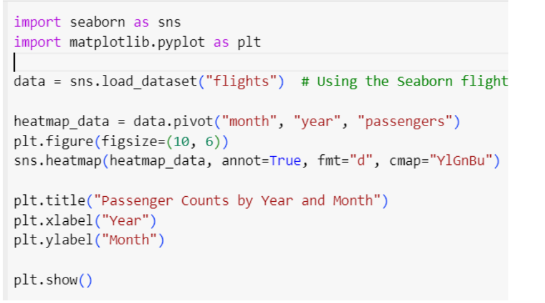 import seaborn as sns
import matplotlib.pyplot as plt
data = sns.load_dataset("flights")  # Using the Seaborn flight
heatmap_data = data.pivot("month", "year", "passengers")
plt.figure(figsize=(10, 6))
sns.heatmap(heatmap_data, annot=True, fmt="d", cmap="YlGnBu")
plt.title("Passenger Counts by Year and Month")
plt.xlabel("Year")
plt.ylabel("Month")
plt.show()